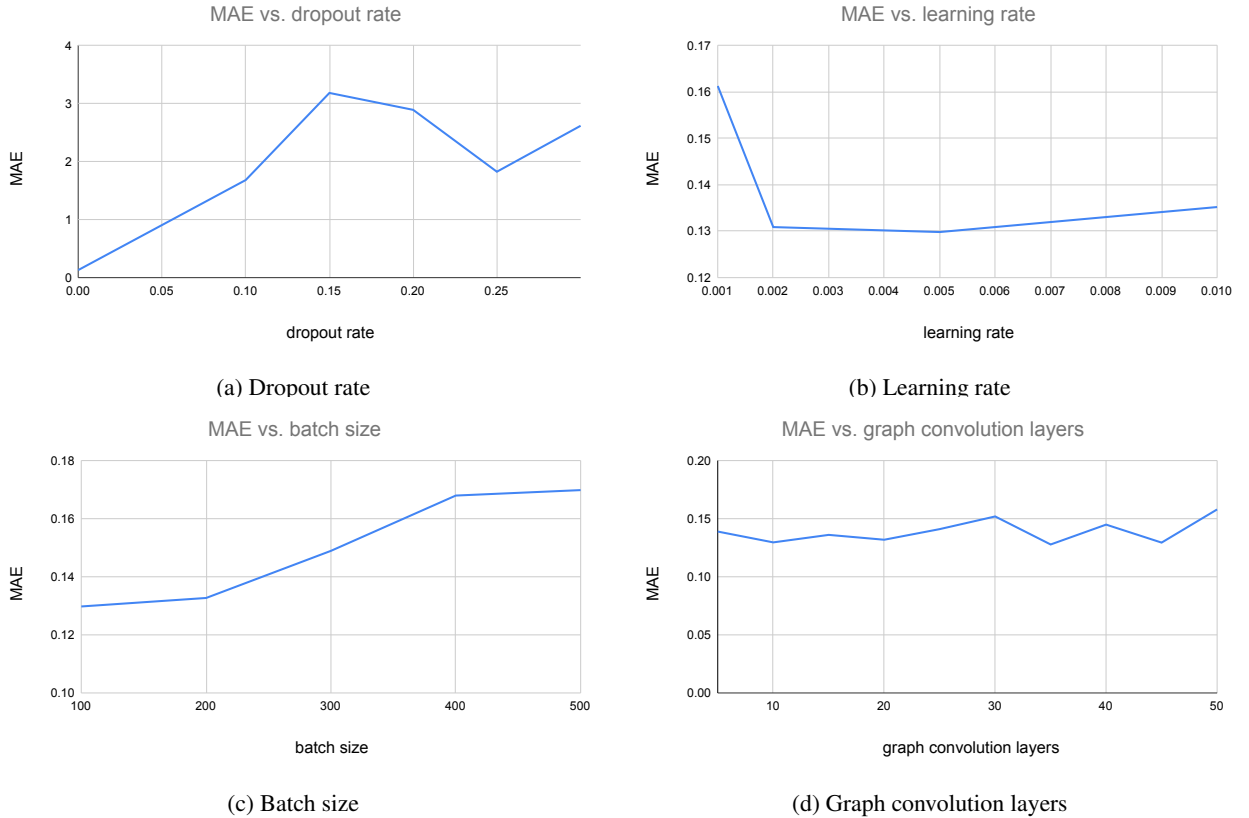 MAE vs. dropout rate
4
3
2
1
0
MAE
0.00 0.05 0.10 0.15 0.20 0.25
dropout rate
(a) Dropout rate
MAE vs. learning rate
0.17
0.16
0.15
0.14
0.13
0.12
MAE
0.001 0.002 0.003 0.004 0.005 0.006 0.007 0.008 0.009 0.010
learning rate
(b) Learning rate
MAE vs. batch size
0.18
0.16
0.14
0.12
0.10
MAE
100 200 300 400 500
batch size
(c) Batch size
MAE vs. graph convolution layers
0.20
0.15
0.10
0.05
0.00
MAE
10 20 30 40 50
graph convolution layers
(d) Graph convolution layers